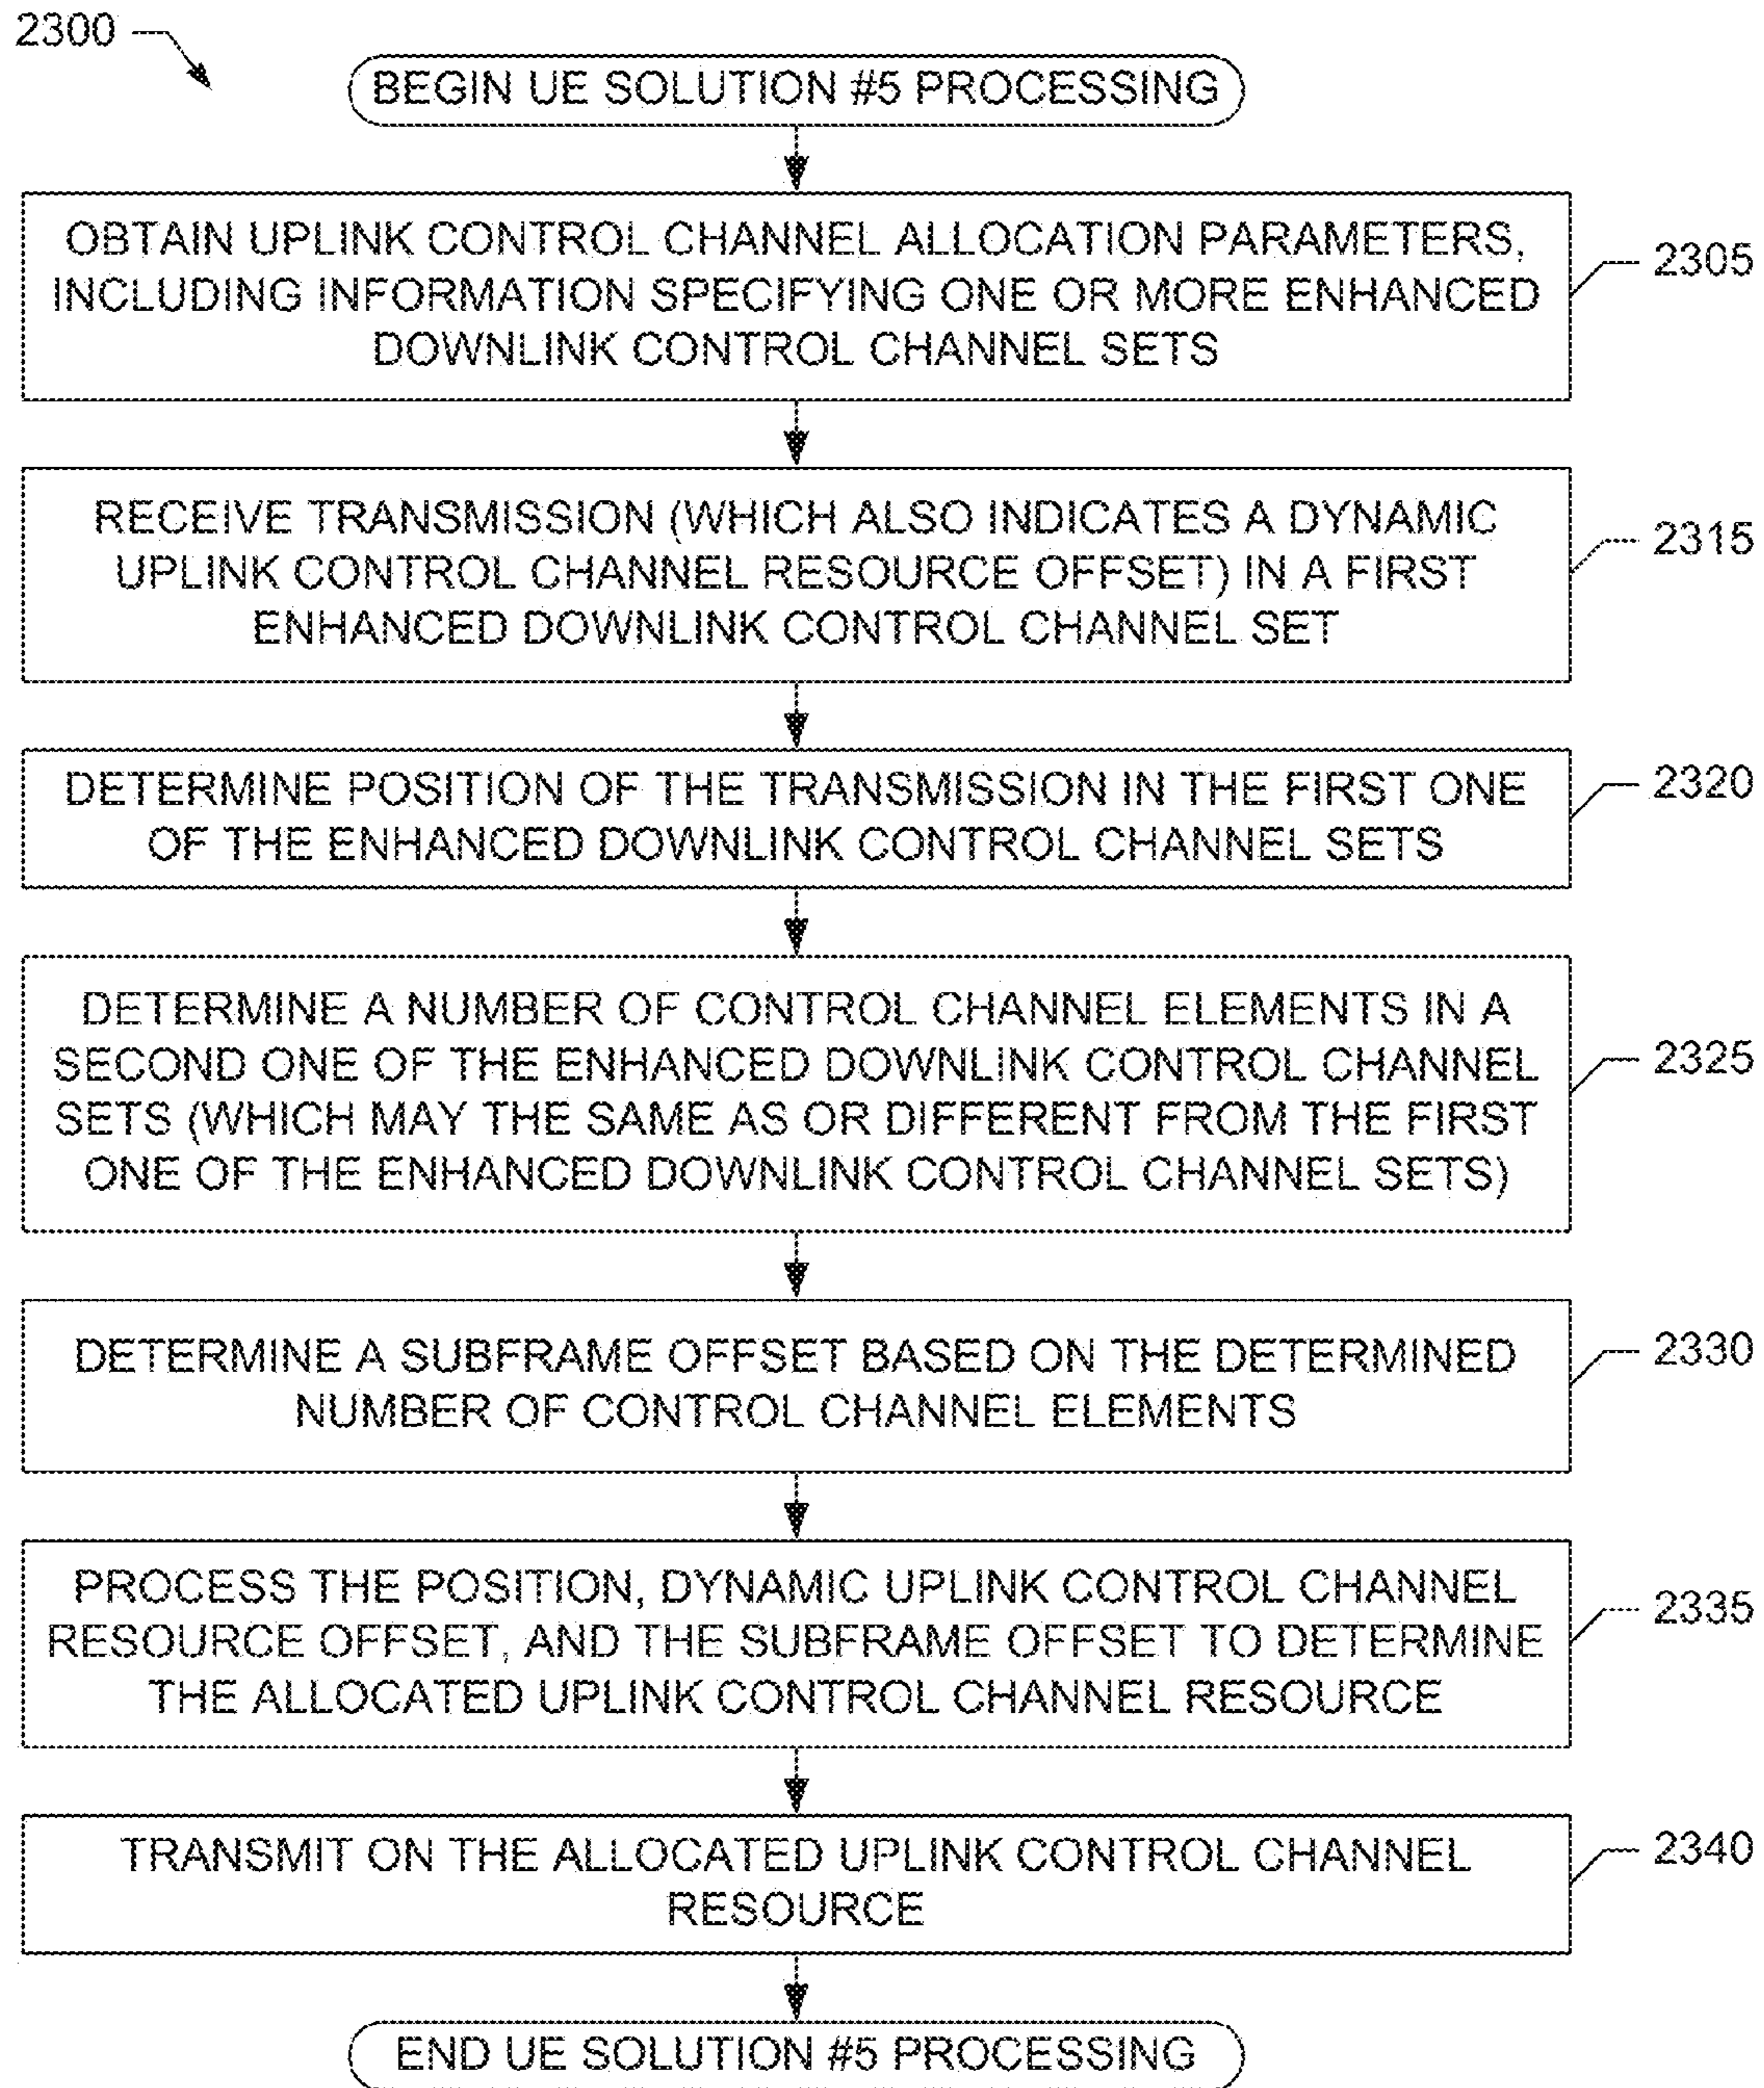 2300
BEGIN UE SOLUTION #5 PROCESSING
OBTAIN UPLINK CONTROL CHANNEL ALLOCATION PARAMETERS,
INCLUDING INFORMATION SPECIFYING ONE OR MORE ENHANCED
DOWNLINK CONTROL CHANNEL SETS
2305
RECEIVE TRANSMISSION (WHICH ALSO INDICATES A DYNAMIC
UPLINK CONTROL CHANNEL RESOURCE OFFSET) IN A FIRST
ENHANCED DOWNLINK CONTROL CHANNEL SET
2315
DETERMINE POSITION OF THE TRANSMISSION IN THE FIRST ONE
OF THE ENHANCED DOWNLINK CONTROL CHANNEL SETS
2320
DETERMINE A NUMBER OF CONTROL CHANNEL ELEMENTS IN A
SECOND ONE OF THE ENHANCED DOWNLINK CONTROL CHANNEL
SETS (WHICH MAY THE SAME AS OR DIFFERENT FROM THE FIRST
ONE OF THE ENHANCED DOWNLINK CONTROL CHANNEL SETS)
2325
DETERMINE A SUBFRAME OFFSET BASED ON THE DETERMINED
NUMBER OF CONTROL CHANNEL ELEMENTS
2330
PROCESS THE POSITION, DYNAMIC UPLINK CONTROL CHANNEL
RESOURCE OFFSET, AND THE SUBFRAME OFFSET TO DETERMINE
THE ALLOCATED UPLINK CONTROL CHANNEL RESOURCE
2335
TRANSMIT ON THE ALLOCATED UPLINK CONTROL CHANNEL
RESOURCE
2340
END UE SOLUTION #5 PROCESSING